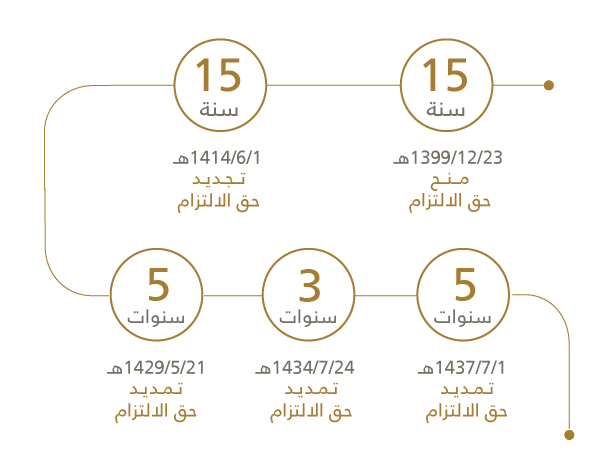 15
سنة
1399/12/23هـ
منح
حق الالتزام
15
سنة
1414/6/1هـ
تجديد
حق الالتزام
5
سنوات
1429/5/21هـ
تمديد
حق الالتزام
3
سنوات
1434/7/24هـ
تمديد
حق الالتزام
5
سنوات
1437/7/1هـ
تمديد
حق الالتزام